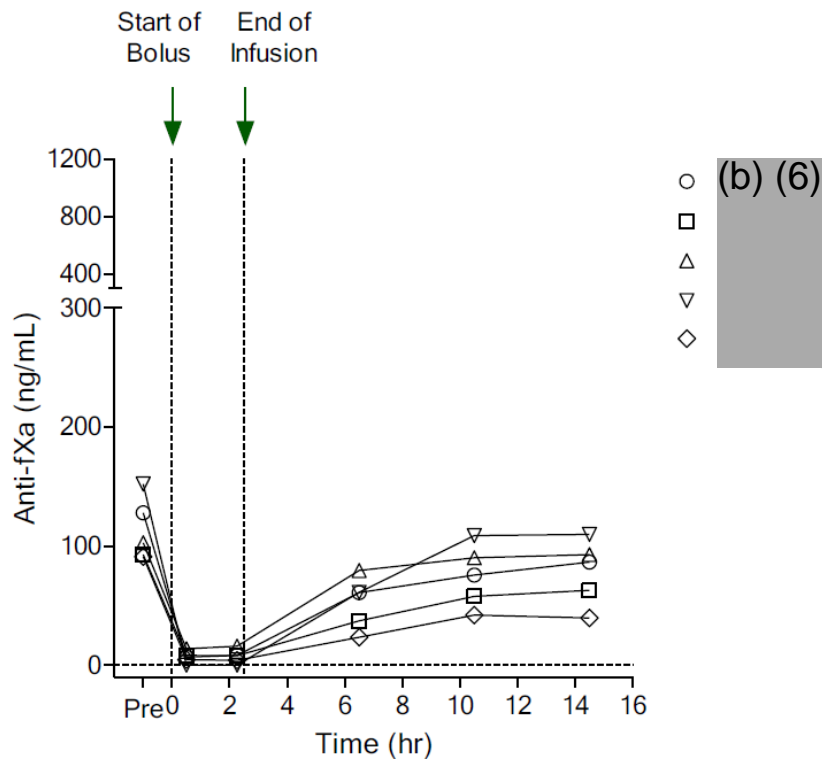 Start of
Bolus
End of
Infusion
1200
800
400
300
200
100
0
Anti-fXa (ng/mL)
Pre 0 2 4 6 8 10 12 14 16
Time (hr)
(b) (6)